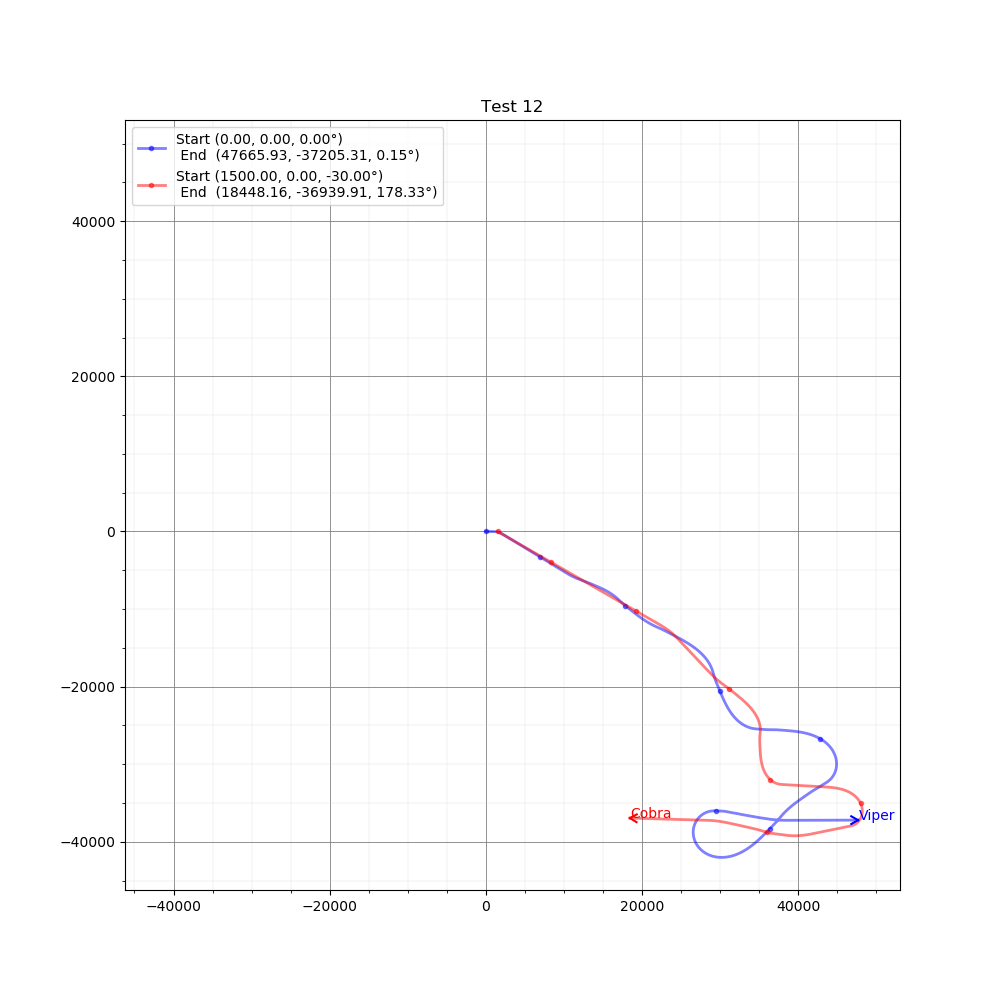 Test 12
Start (0.00, 0.00, 0.00°)
End (47665.93, -37205.31, 0.15°)
Start (1500.00, 0.00, -30.00°)
End (18448.16, -36939.91, 178.33°)
40000
20000
0
−20000
−40000
Cobra
Viper
−40000 −20000 0 20000 40000